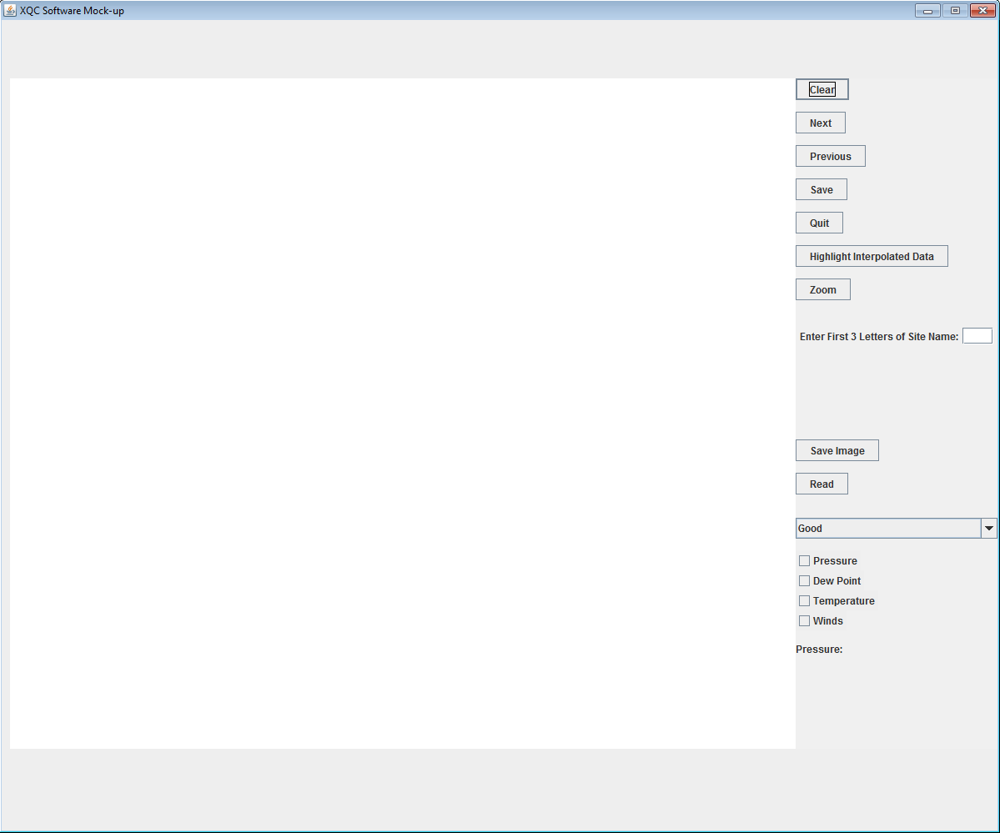 XQC Software Mock-up
Clear
Next
Previous
Save
Quit
Highlight Interpolated Data
Zoom
Enter First 3 Letters of Site Name:
Save Image
Read
Good
Pressure
Dew Point
Temperature
Winds
Pressure: